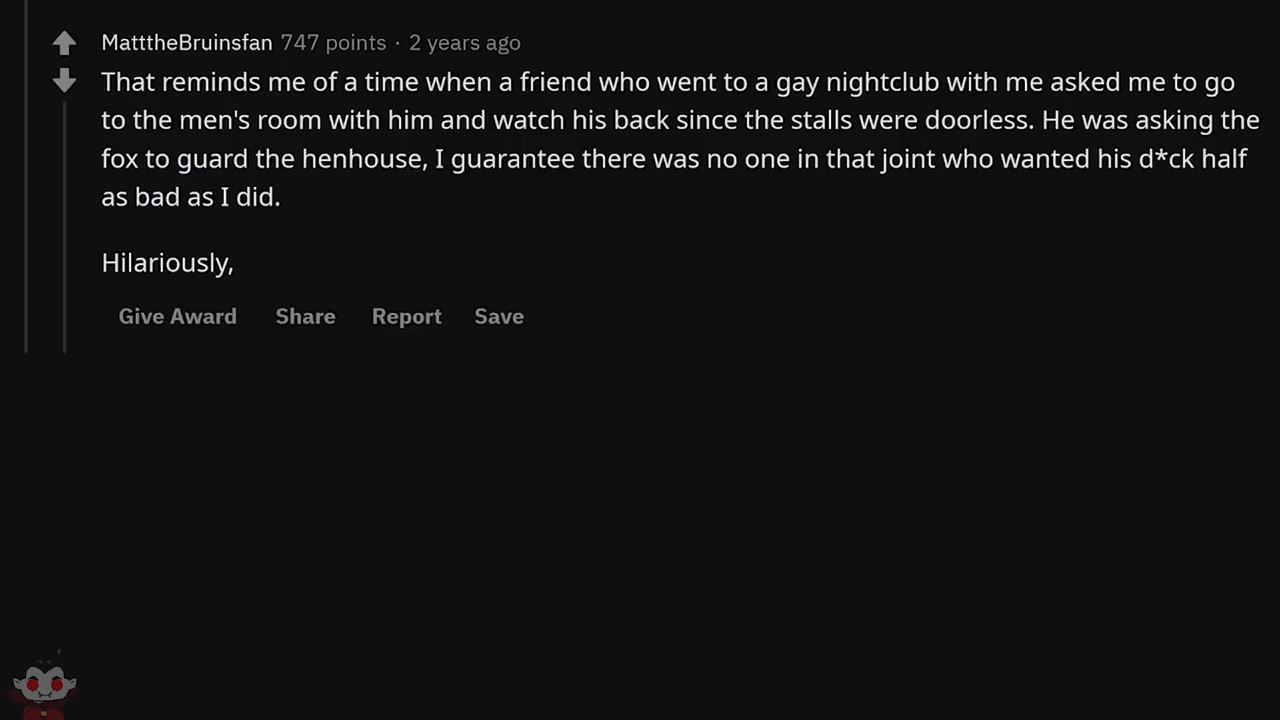 MatttheBruinsfan 747 points · 2 years ago
That reminds me of a time when a friend who went to a gay nightclub with me asked me to go
to the men's room with him and watch his back since the stalls were doorless. He was asking the
fox to guard the henhouse, I guarantee there was no one in that joint who wanted his d*ck half
as bad as I did.
Hilariously,
Give Award Share Report Save